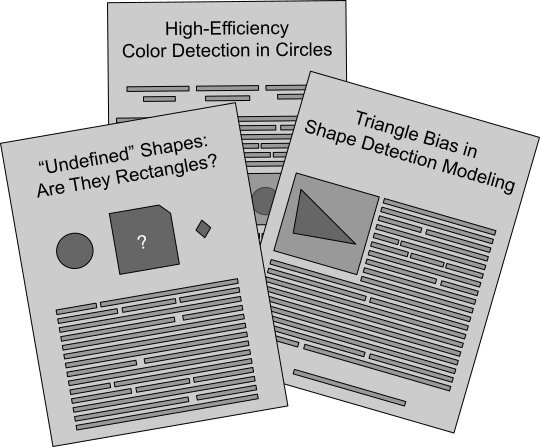 High-Efficiency
Color Detection in Circles
“Undefined” Shapes:
Are They Rectangles?
?
Triangle Bias in
Shape Detection Modeling